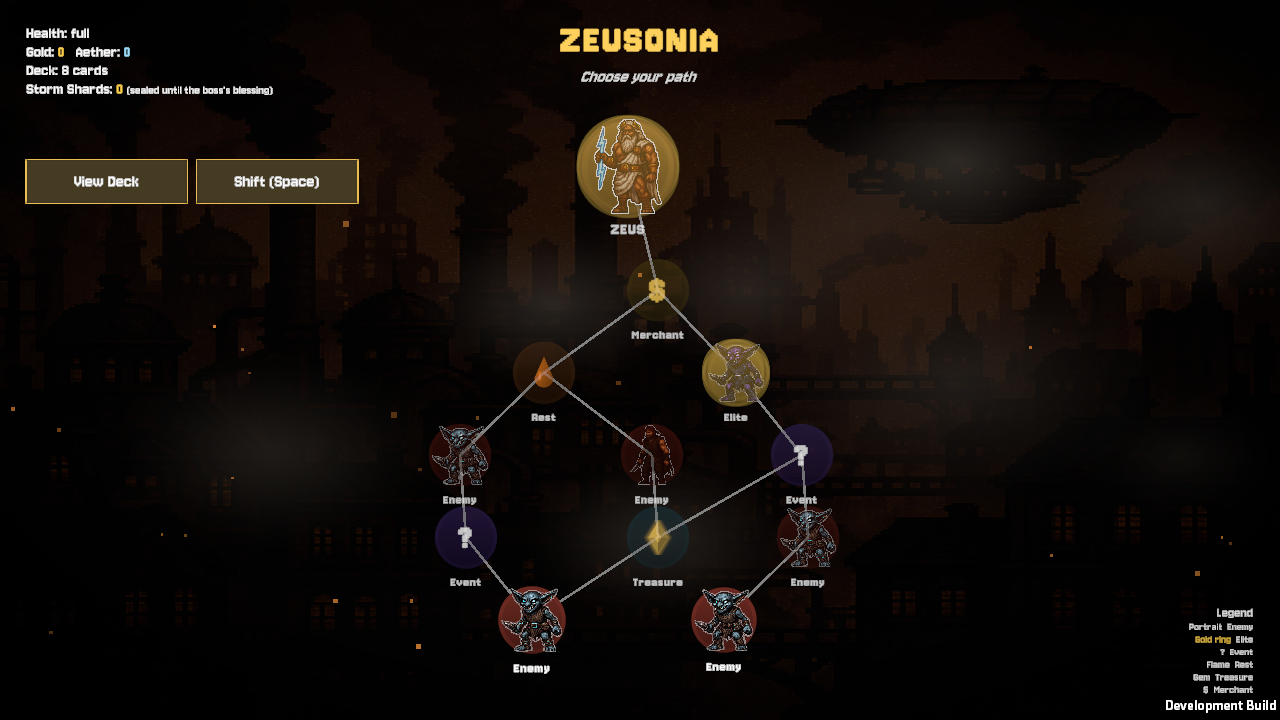 Health: full
Gold: 0 Aether: 0
Deck: 8 cards
Storm Shards: 0 (sealed until the boss's blessing)
View Deck
Shift (Space)
ZEUSONIA
Choose your path
ZEUS
$
Merchant
Rest
Elite
Enemy
Enemy
?
Event
?
Event
Treasure
Enemy
Enemy
Enemy
Legend
Portrait Enemy
Gold ring Elite
? Event
Flame Rest
Gem Treasure
$ Merchant
Development Build